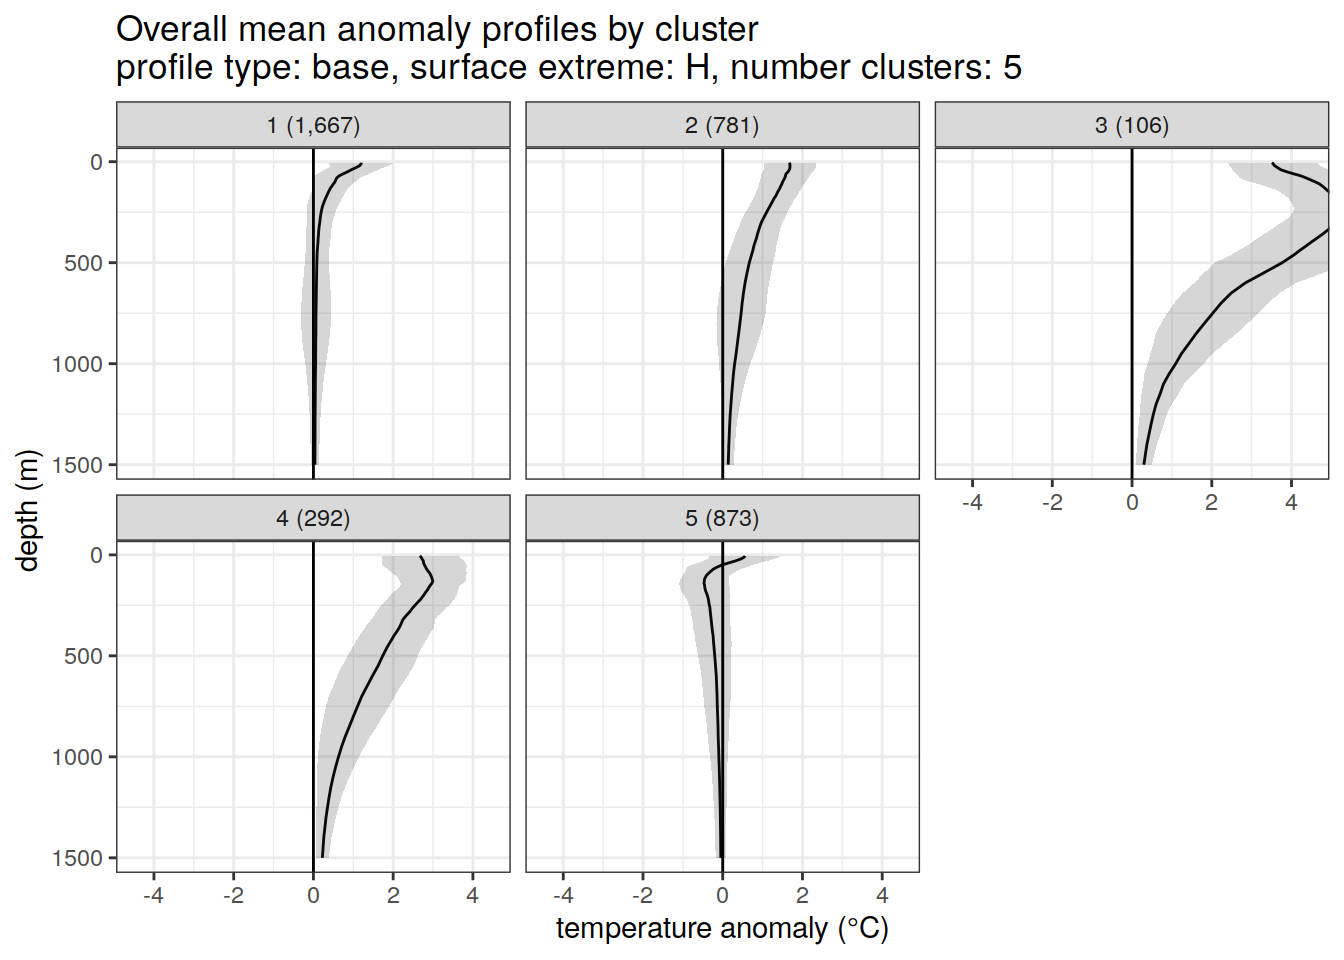 Overall mean anomaly profiles by cluster
profile type: base, surface extreme: H, number clusters: 5
1 (1,667)
2 (781)
3 (106)
0
500
1000
1500
-4 -2 0 2 4
depth (m)
4 (292)
5 (873)
0
500
1000
1500
-4 -2 0 2 4
-4 -2 0 2 4
temperature anomaly (°C)